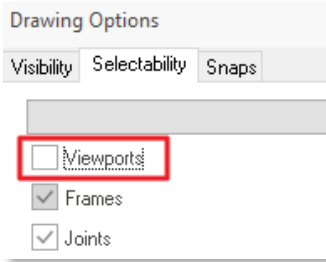 Drawing Options
Visibility Selectability Snaps
Viewports
Frames
Joints